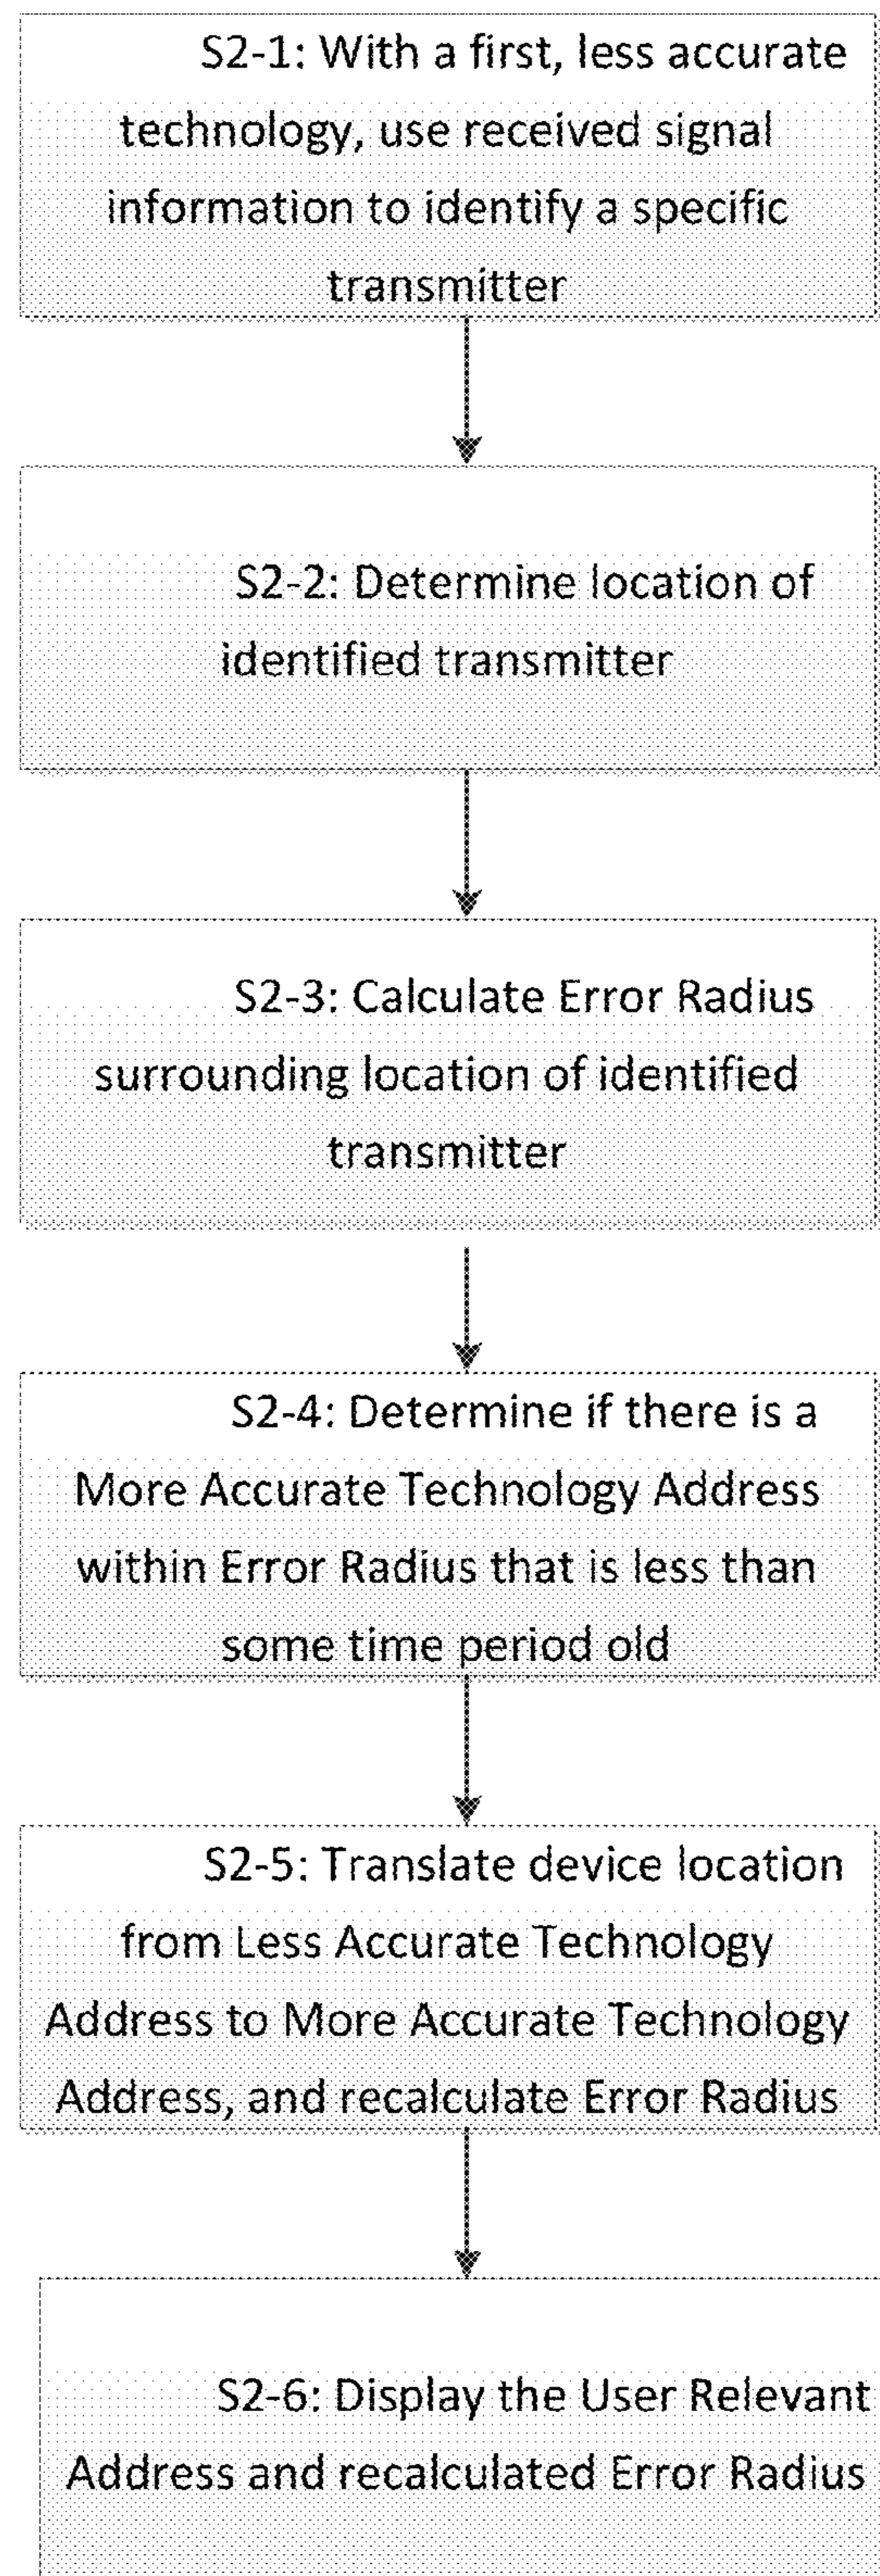 S2-1: With a first, less accurate
technology, use received signal
information to identify a specific
transmitter
S2-2: Determine location of
identified transmitter
S2-3: Calculate Error Radius
surrounding location of identified
transmitter
S2-4: Determine if there is a
More Accurate Technology Address
within Error Radius that is less than
some time period old
S2-5: Translate device location
from Less Accurate Technology
Address to More Accurate Technology
Address, and recalculate Error Radius
S2-6: Display the User Relevant
Address and recalculated Error Radius